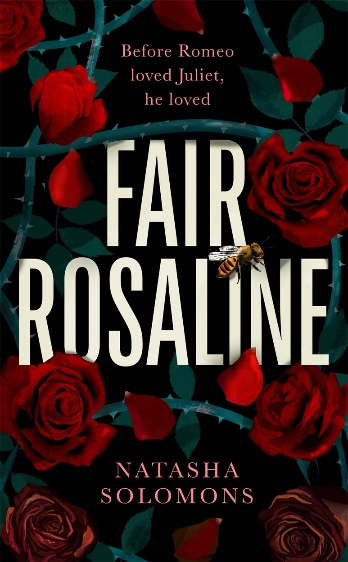 Before Romeo
loved Juliet,
he loved
FAIR
ROSALINE
NATASHA
SOLOMONS